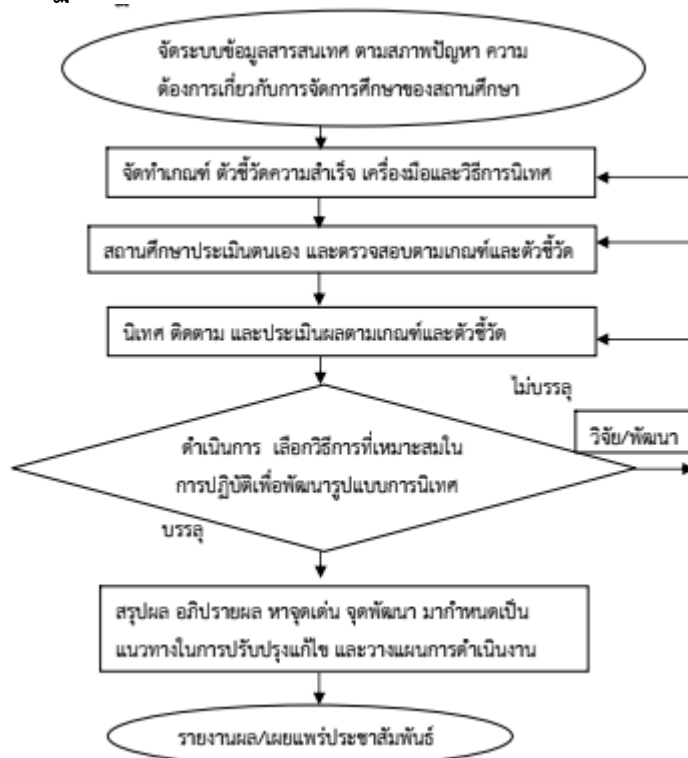 จัดระบบข้อมูลสารสนเทศ ตามสภาพปัญหา ความ
ต้องการเกี่ยวกับการจัดการศึกษาของสถานศึกษา
จัดทำเกณฑ์ ตัวชี้วัดความสำเร็จ เครื่องมือและวิธีการนิเทศ
สถานศึกษาประเมินตนเอง และตรวจสอบตามเกณฑ์และตัวชี้วัด
นิเทศ ติดตาม และประเมินผลตามเกณฑ์และตัวชี้วัด
ไม่บรรลุ
วิจัย/พัฒนา
ดำเนินการ เลือกวิธีการที่เหมาะสมใน
การปฏิบัติเพื่อพัฒนารูปแบบการนิเทศ
บรรลุ
สรุปผล อภิปรายผล หาจุดเด่น จุดพัฒนา มากำหนดเป็น
แนวทางในการปรับปรุงแก้ไข และวางแผนการดำเนินงาน
รายงานผล/เผยแพร่ประชาสัมพันธ์